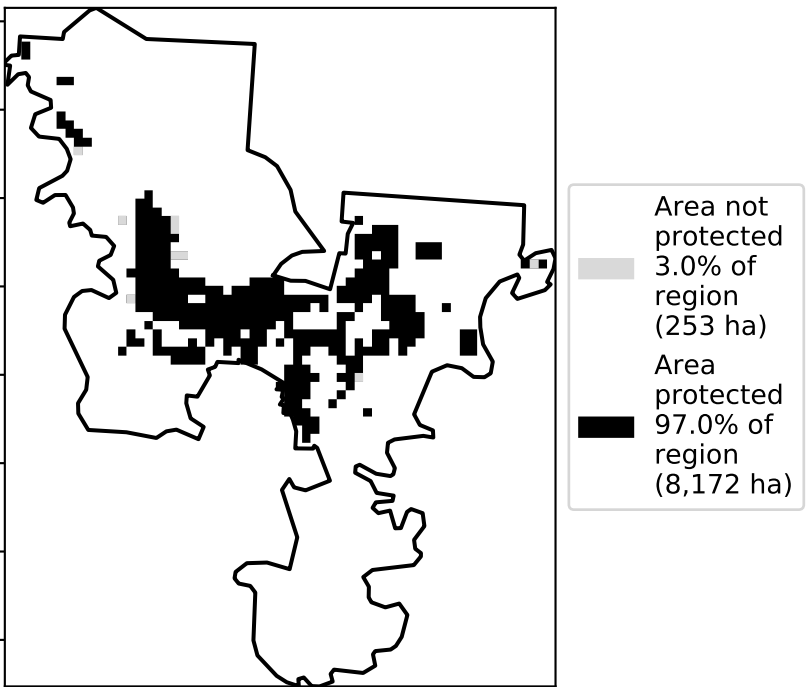 Area not
protected
3.0% of
region
(253 ha)
Area
protected
97.0% of
region
(8,172 ha)